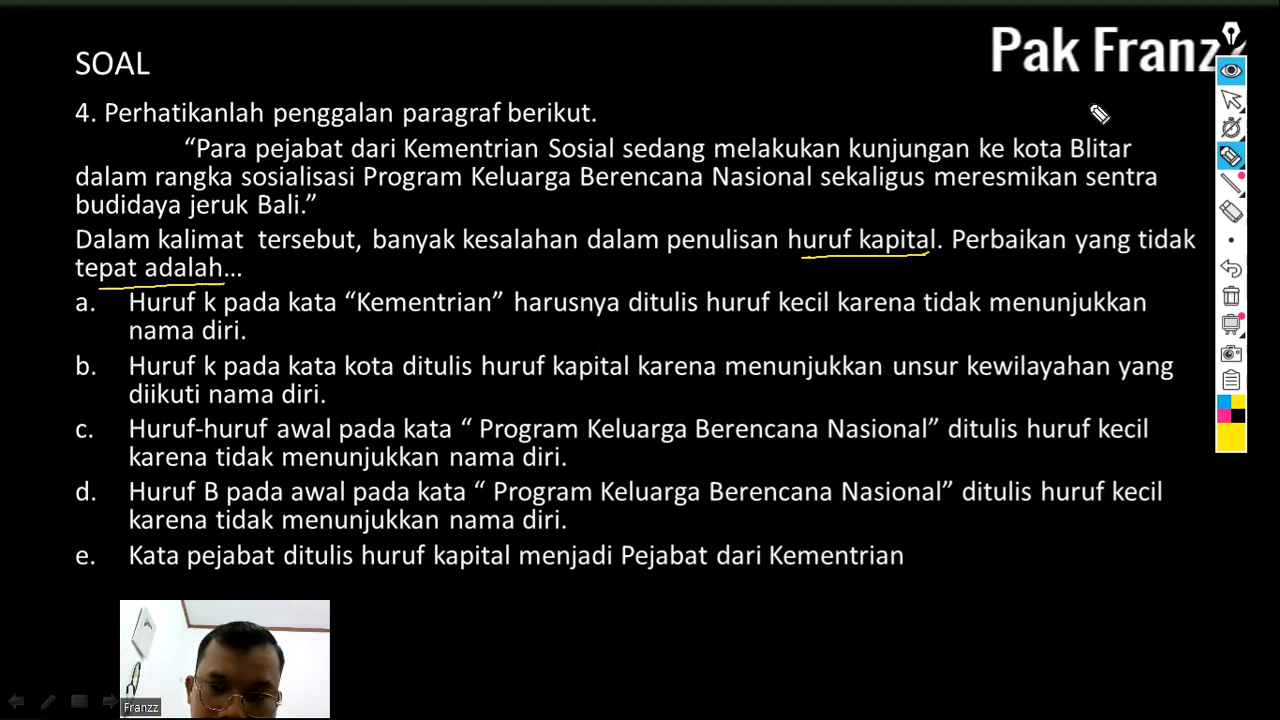 Pak Franzz
SOAL
4. Perhatikanlah penggalan paragraf berikut.
“Para pejabat dari Kementrian Sosial sedang melakukan kunjungan ke kota Blitar
dalam rangka sosialisasi Program Keluarga Berencana Nasional sekaligus meresmikan sentra
budidaya jeruk Bali.”
Dalam kalimat tersebut, banyak kesalahan dalam penulisan huruf kapital. Perbaikan yang tidak
tepat adalah...
a. Huruf k pada kata “Kementrian” harusnya ditulis huruf kecil karena tidak menunjukkan
nama diri.
b. Huruf k pada kata kota ditulis huruf kapital karena menunjukkan unsur kewilayahan yang
diikuti nama diri.
c. Huruf-huruf awal pada kata “ Program Keluarga Berencana Nasional” ditulis huruf kecil
karena tidak menunjukkan nama diri.
d. Huruf B pada awal pada kata “ Program Keluarga Berencana Nasional” ditulis huruf kecil
karena tidak menunjukkan nama diri.
e. Kata pejabat ditulis huruf kapital menjadi Pejabat dari Kementrian
Franzz